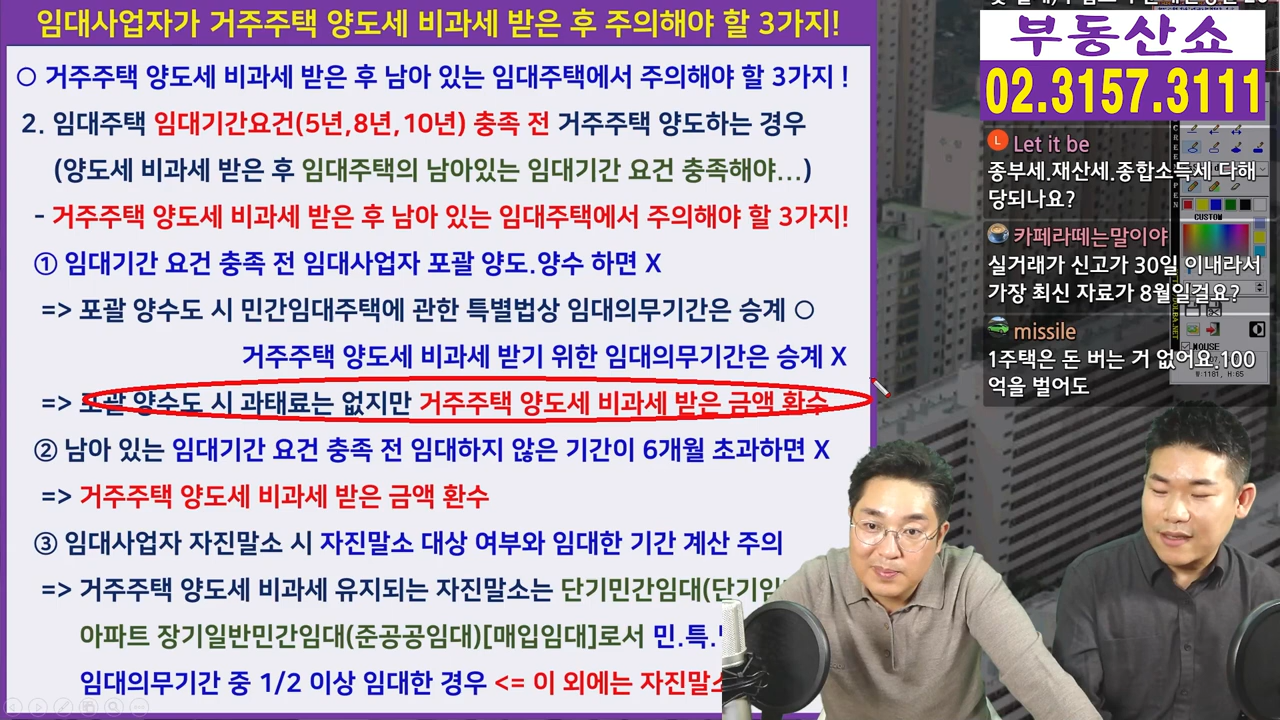 임대사업자가 거주주택 양도세 비과세 받은 후 주의해야 할 3가지!
○ 거주주택 양도세 비과세 받은 후 남아 있는 임대주택에서 주의해야 할 3가지 !
2. 임대주택 임대기간요건(5년,8년,10년) 충족 전 거주주택 양도하는 경우
(양도세 비과세 받은 후 임대주택의 남아있는 임대기간 요건 충족해야...)
- 거주주택 양도세 비과세 받은 후 남아 있는 임대주택에서 주의해야 할 3가지!
① 임대기간 요건 충족 전 임대사업자 포괄 양도.양수 하면 X
=> 포괄 양수도 시 민간임대주택에 관한 특별법상 임대의무기간은 승계 ○
거주주택 양도세 비과세 받기 위한 임대의무기간은 승계 X
=> 포괄 양수도 시 과태료는 없지만 거주주택 양도세 비과세 받은 금액 환수
② 남아 있는 임대기간 요건 충족 전 임대하지 않은 기간이 6개월 초과하면 X
=> 거주주택 양도세 비과세 받은 금액 환수
③ 임대사업자 자진말소 시 자진말소 대상 여부와 임대한 기간 계산 주의
=> 거주주택 양도세 비과세 유지되는 자진말소는 단기민간임대(단기임
아파트 장기일반민간임대(준공공임대)[매입임대]로서 민.특.
임대의무기간 중 1/2 이상 임대한 경우 <= 이 외에는 자진말소
부동산쇼
02.3157.3111
L Let it be
종부세.재산세.종합소득세 다해
당되나요?
카페라떼는말이야
실거래가 신고가 30일 이내라서
가장 최신 자료가 8월일걸요?
missile
1주택은 돈 버는 거 없어요.100
억을 벌어도
CUSTOM
MOUSE
W:1181, H:65